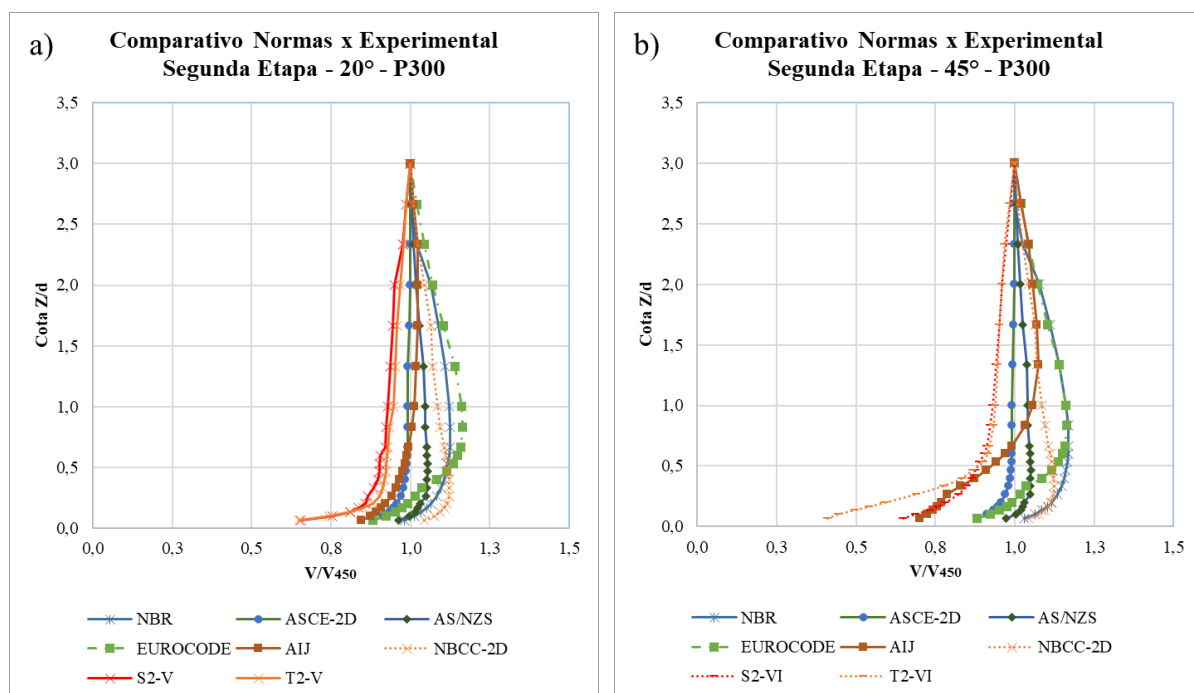 a)
Comparativo Normas x Experimental
Segunda Etapa - 20° - P300
3,5
3,0
2,5
2,0
1,5
1,0
0,5
0,0
Cota Z/d
0,0 0,3 0,5 0,8 1,0 1,3 1,5
V/V450
NBR ASCE-2D AS/NZS
EUROCODE AIJ NBCC-2D
S2-V T2-V
b)
Comparativo Normas x Experimental
Segunda Etapa - 45° - P300
3,5
3,0
2,5
2,0
1,5
1,0
0,5
0,0
Cota Z/d
0,0 0,3 0,5 0,8 1,0 1,3 1,5
V/V450
NBR ASCE-2D AS/NZS
EUROCODE AIJ NBCC-2D
S2-VI T2-VI